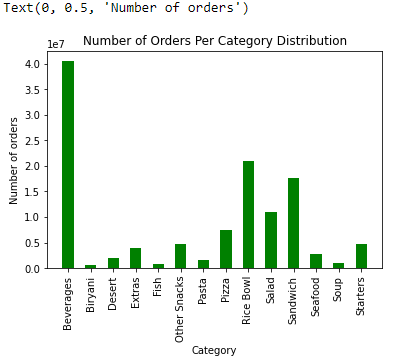 Text(0, 0.5, 'Number of orders')
Number of Orders Per Category Distribution
1e7
4.0
3.5
3.0
2.5
2.0
1.5
1.0
0.5
0.0
Number of orders
Beverages
Biryani
Desert
Extras
Fish
Other Snacks
Pasta
Pizza
Rice Bowl
Salad
Sandwich
Seafood
Soup
Starters
Category